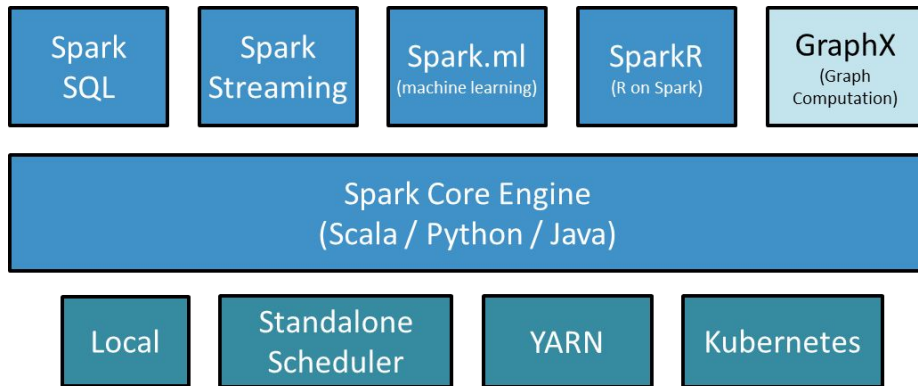 Spark
SQL
Spark
Streaming
Spark.ml
(machine learning)
SparkR
(R on Spark)
GraphX
(Graph
Computation)
Spark Core Engine
(Scala / Python / Java)
Local
Standalone
Scheduler
YARN
Kubernetes